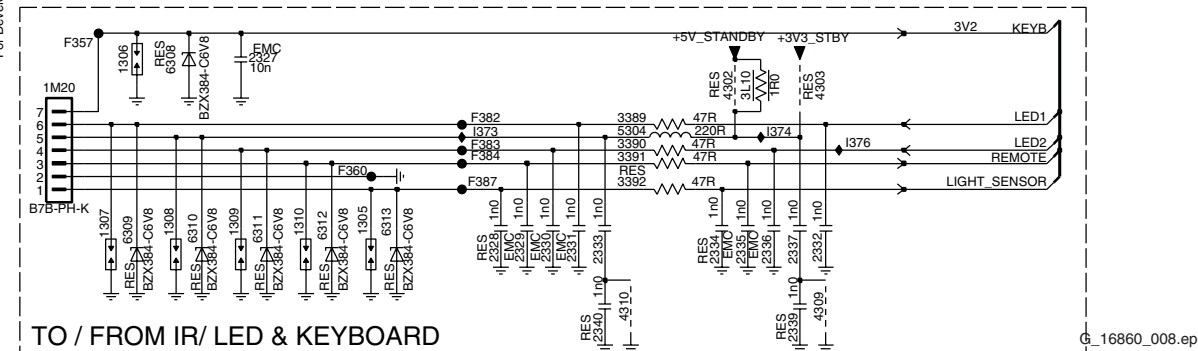 For Devel
F357
1306
RES
6308
BZX384-C6V8
EMC
2327
10n
3V2
KEYB
+5V_STANDBY
+3V3_STBY
RES
4302
3L10
1R0
RES
4303
1M20
7
6
5
4
3
2
1
B7B-PH-K
F382
I373
F383
F384
F360
F387
3389
47R
5304
220R
3390
47R
3391
47R
RES
3392
47R
I374
I376
LED1
LED2
REMOTE
LIGHT_SENSOR
1307
6309
RES
BZX384-C6V8
1308
6310
RES
BZX384-C6V8
1309
6311
RES
BZX384-C6V8
1310
6312
RES
BZX384-C6V8
1305
6313
RES
BZX384-C6V8
1n0
RES
2328
1n0
EMC
2329
1n0
EMC
2330
1n0
EMC
2331
1n0
2333
1n0
RES
2334
1n0
EMC
2335
1n0
EMC
2336
1n0
2337
1n0
2332
1n0
RES
2340
4310
1n0
RES
2339
4309
TO / FROM IR/ LED & KEYBOARD
G_16860_008.ep